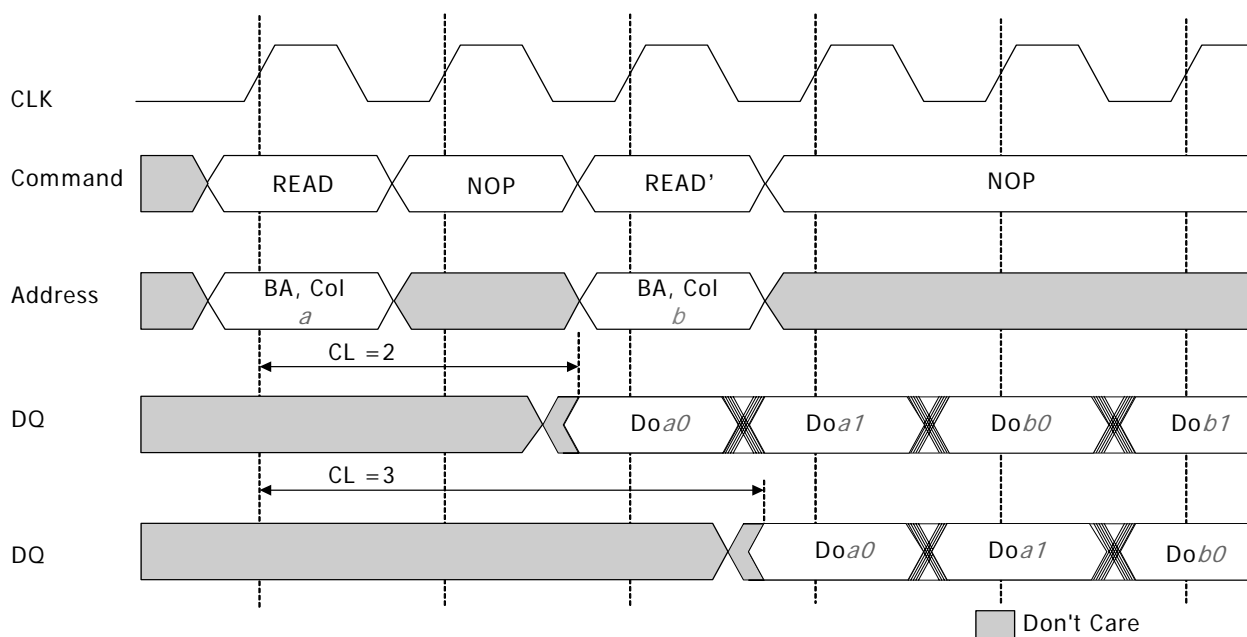 CLK
Command
READ
NOP
READ’
NOP
Address
BA, Col
a
BA, Col
b
CL =2
DQ
Doa0
Doa1
Dob0
Dob1
CL =3
DQ
Doa0
Doa1
Dob0
Don't Care